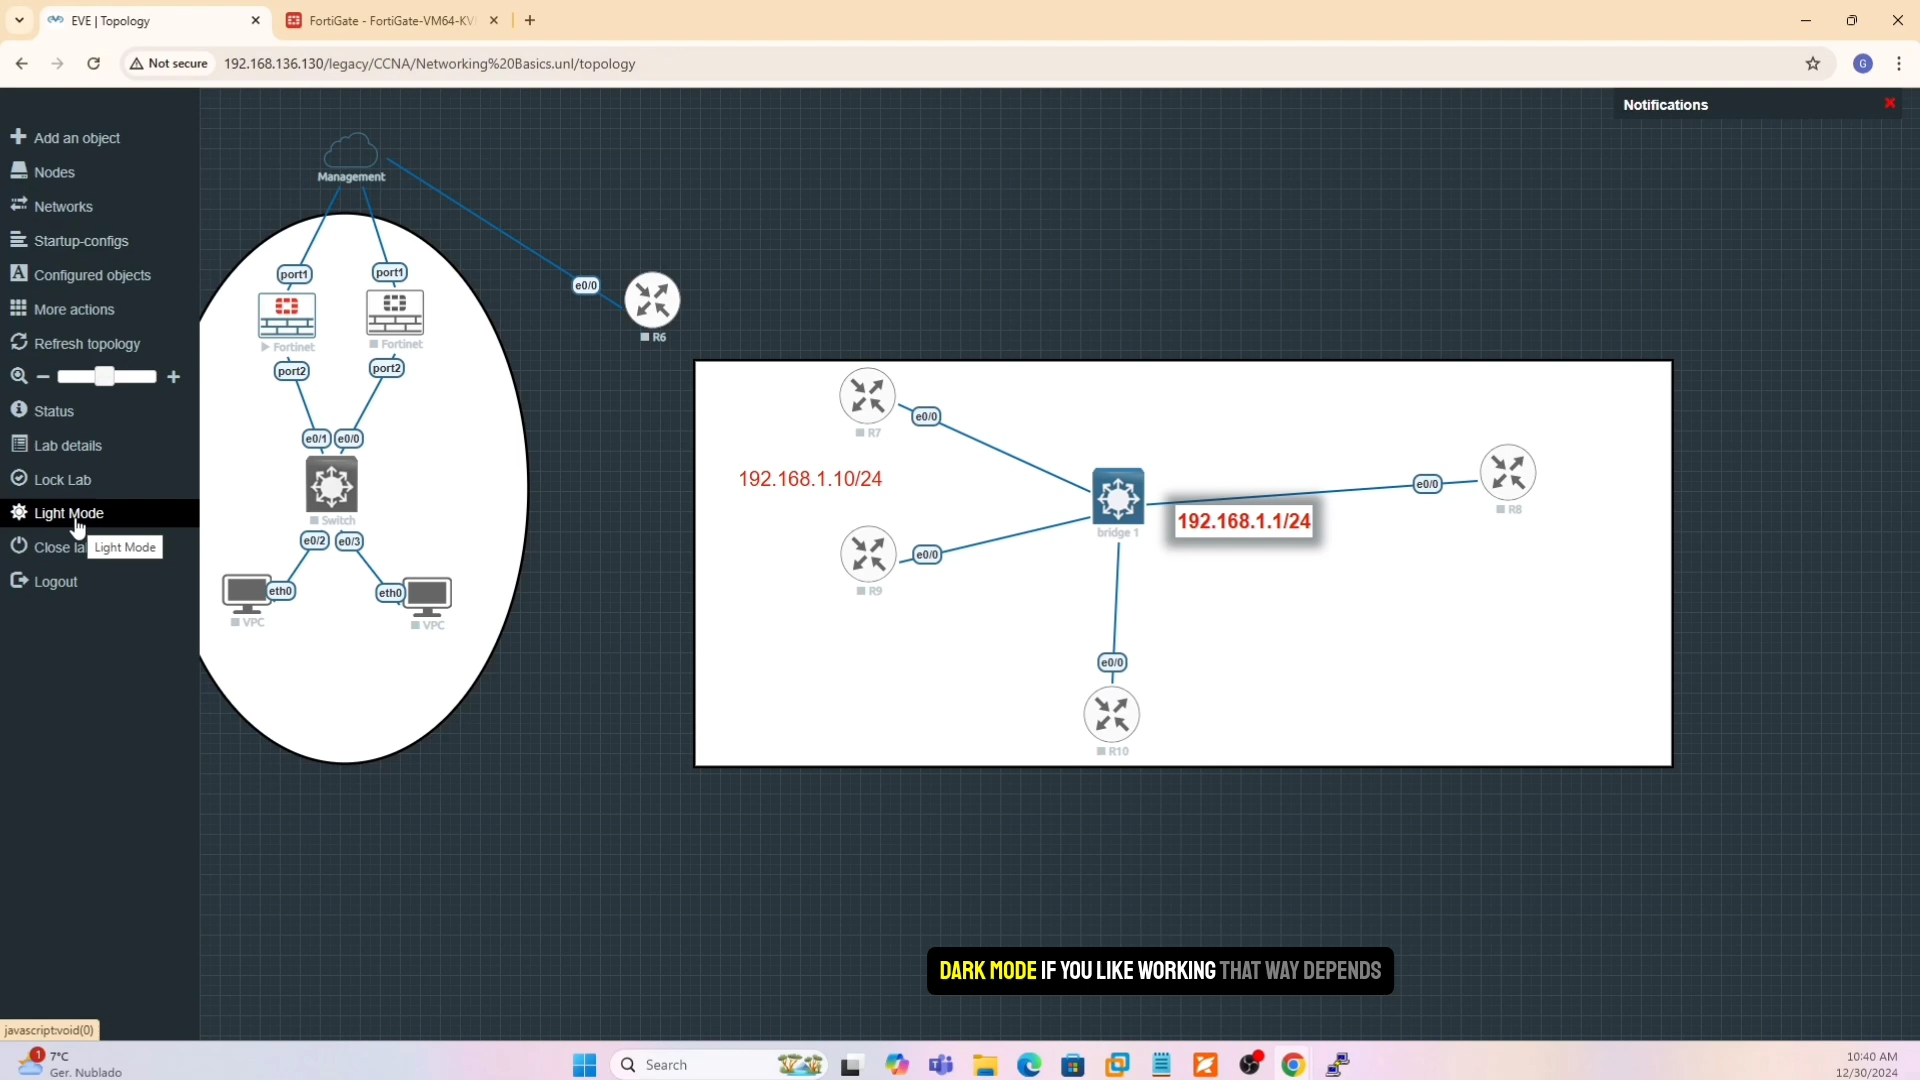 EVE | Topology
FortiGate - FortiGate-VM64-KV
Not secure
192.168.136.130/legacy/CCNA/Networking%20Basics.unl/topology
G
Notifications
Add an object
Nodes
Networks
Startup-configs
Configured objects
More actions
Refresh topology
Status
Lab details
Lock Lab
Light Mode
Close la
Light Mode
Logout
Management
port1
port1
Fortinet
Fortinet
port2
port2
e0/1
e0/0
Switch
e0/2
e0/3
eth0
eth0
VPC
VPC
e0/0
R6
e0/0
R7
192.168.1.10/24
bridge 1
192.168.1.1/24
e0/0
R8
e0/0
R9
e0/0
R10
DARK MODE IF YOU LIKE WORKING THAT WAY DEPENDS
javascript:void(0)
1
7°C
Ger. Nublado
Search
10:40 AM
12/30/2024